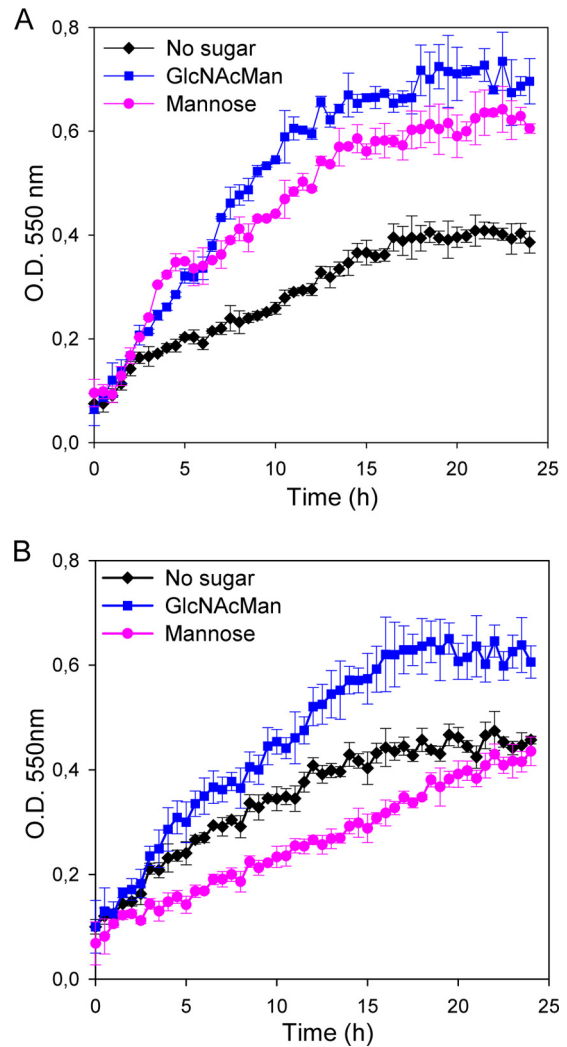 A
0,8
No sugar
GlcNAcMan
Mannose
0,6
0,4
0,2
0,0
O.D. 550 nm
0 5 10 15 20 25
Time (h)
B
0,8
No sugar
GlcNAcMan
Mannose
0,6
0,4
0,2
0,0
O.D. 550nm
0 5 10 15 20 25
Time (h)